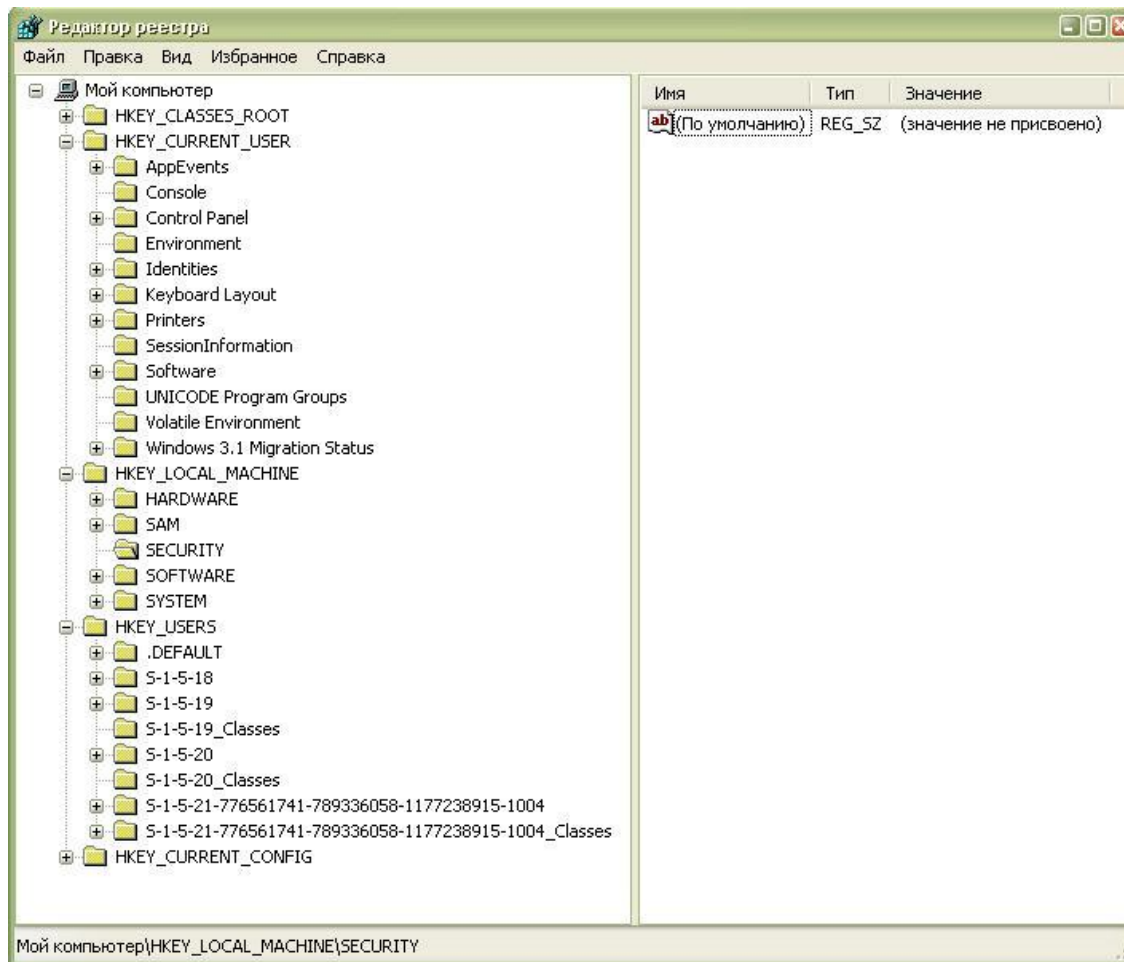 Редактор реестра
Файл Правка Вид Избранное Справка
Мой компьютер
HKEY_CLASSES_ROOT
HKEY_CURRENT_USER
AppEvents
Console
Control Panel
Environment
Identities
Keyboard Layout
Printers
SessionInformation
Software
UNICODE Program Groups
Volatile Environment
Windows 3.1 Migration Status
HKEY_LOCAL_MACHINE
HARDWARE
SAM
SECURITY
SOFTWARE
SYSTEM
HKEY_USERS
.DEFAULT
S-1-5-18
S-1-5-19
S-1-5-19_Classes
S-1-5-20
S-1-5-20_Classes
S-1-5-21-776561741-789336058-1177238915-1004
S-1-5-21-776561741-789336058-1177238915-1004_Classes
HKEY_CURRENT_CONFIG
Имя Тип Значение
ab (По умолчанию) REG_SZ (значение не присвоено)
Мой компьютер\HKEY_LOCAL_MACHINE\SECURITY